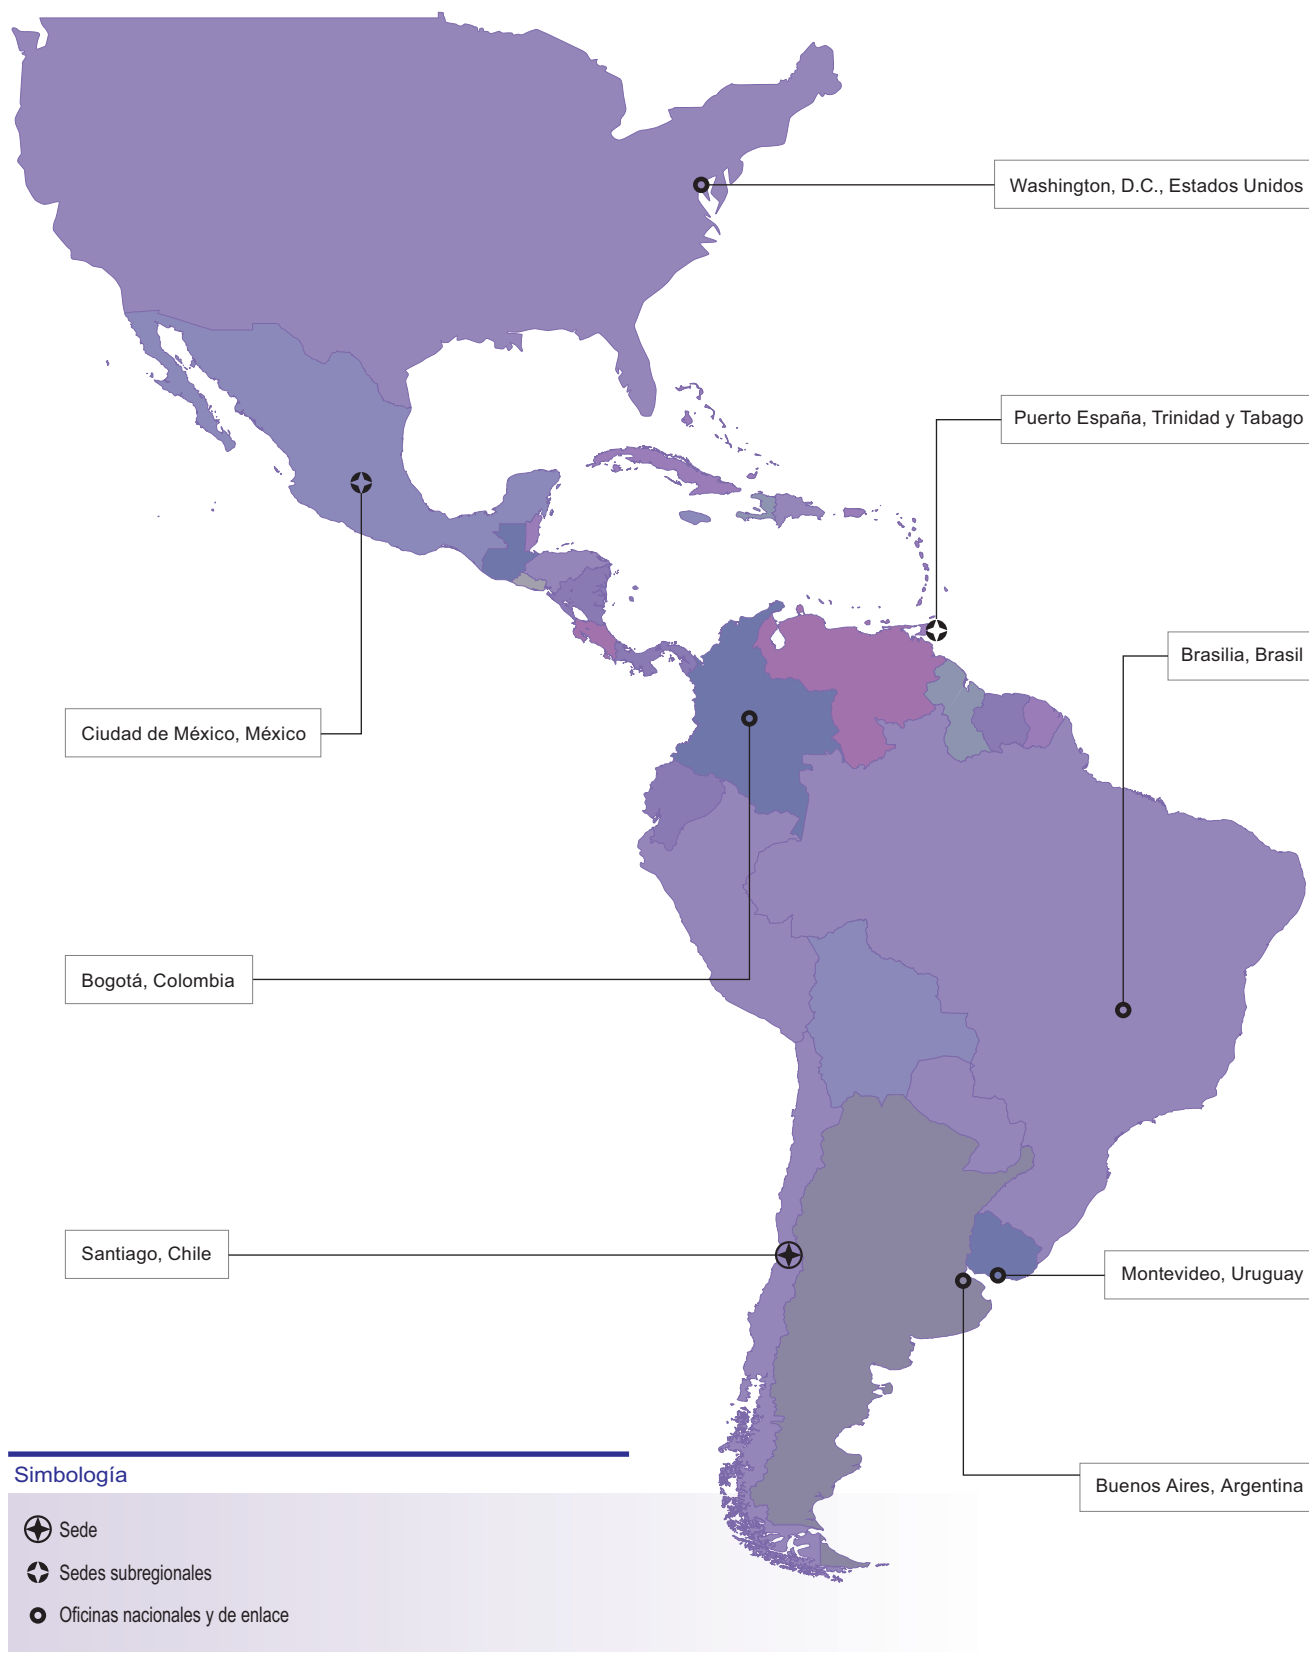 Washington, D.C., Estados Unidos
Puerto España, Trinidad y Tabago
Brasilia, Brasil
Ciudad de México, México
Bogotá, Colombia
Santiago, Chile
Montevideo, Uruguay
Buenos Aires, Argentina
Simbología
Sede
Sedes subregionales
Oficinas nacionales y de enlace